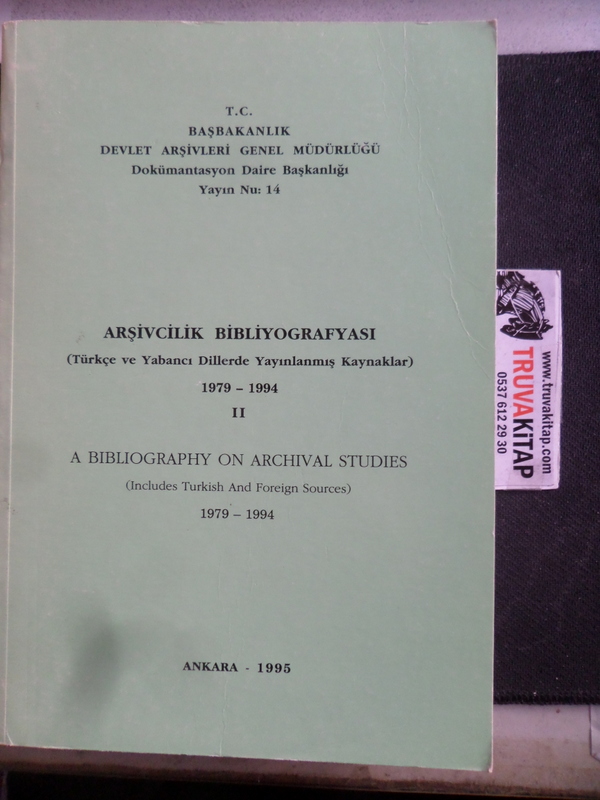 T.C.
BAŞBAKANLIK
DEVLET ARŞİVLERİ GENEL MÜDÜRLÜĞÜ
Dokümantasyon Daire Başkanlığı
Yayın Nu: 14
ARŞİVCİLİK BİBLİYOGRAFYASI
(Türkçe ve Yabancı Dillerde Yayınlanmış Kaynaklar)
1979 – 1994
II
A BIBLIOGRAPHY ON ARCHIVAL STUDIES
(Includes Turkish And Foreign Sources)
1979 – 1994
ANKARA - 1995
www.truvakitap.com
TRUVAKiTAP
0537 612 29 30